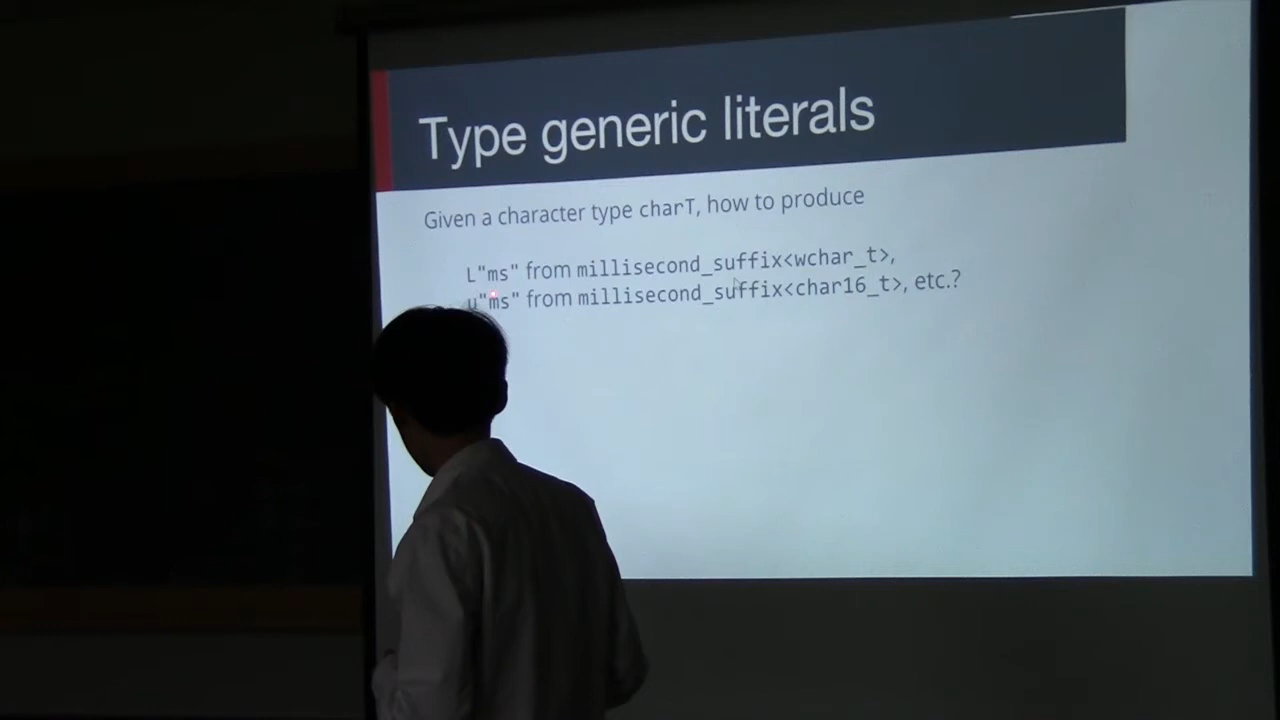 Type generic literals
Given a character type charT, how to produce
L"ms" from millisecond_suffix<wchar_t>,
u"ms" from millisecond_suffix<char16_t>, etc.?